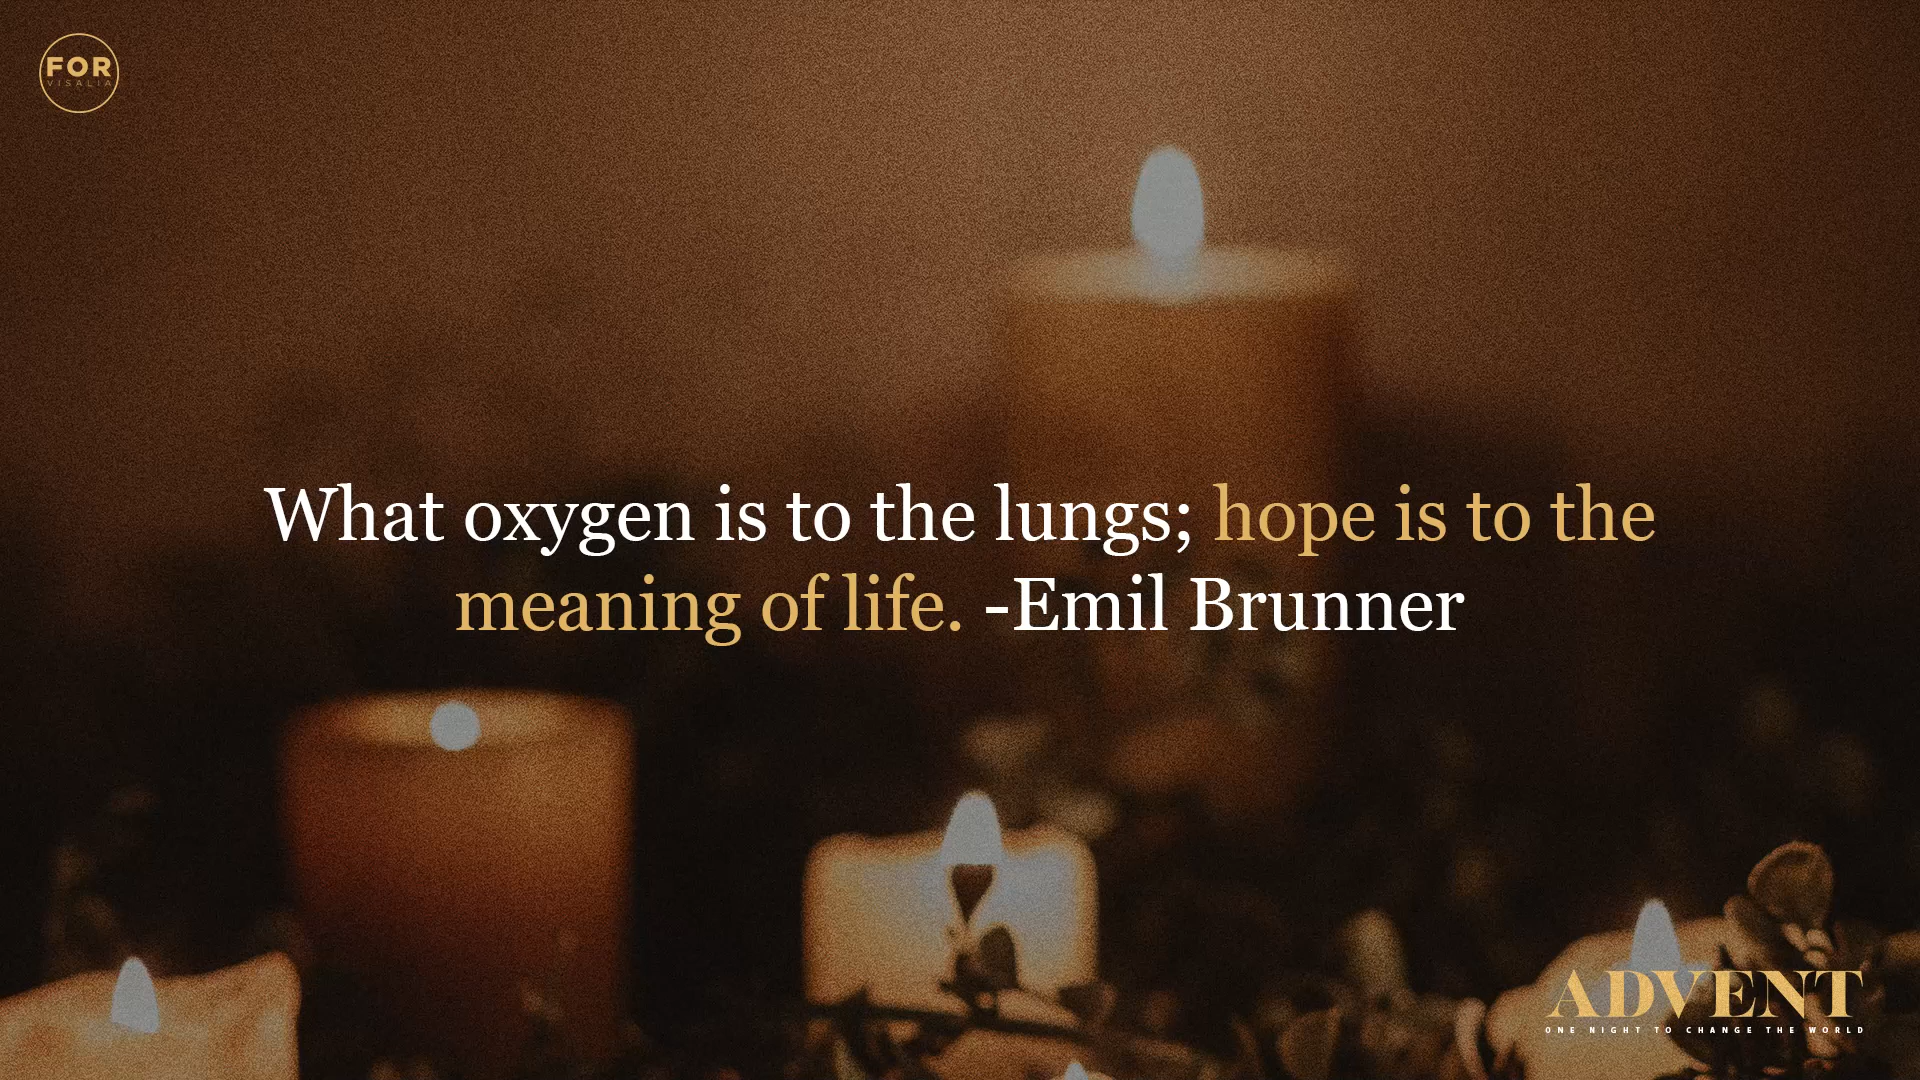 FOR
VISALIA
What oxygen is to the lungs; hope is to the
meaning of life. -Emil Brunner
ADVENT
ONE NIGHT TO CHANGE THE WORLD